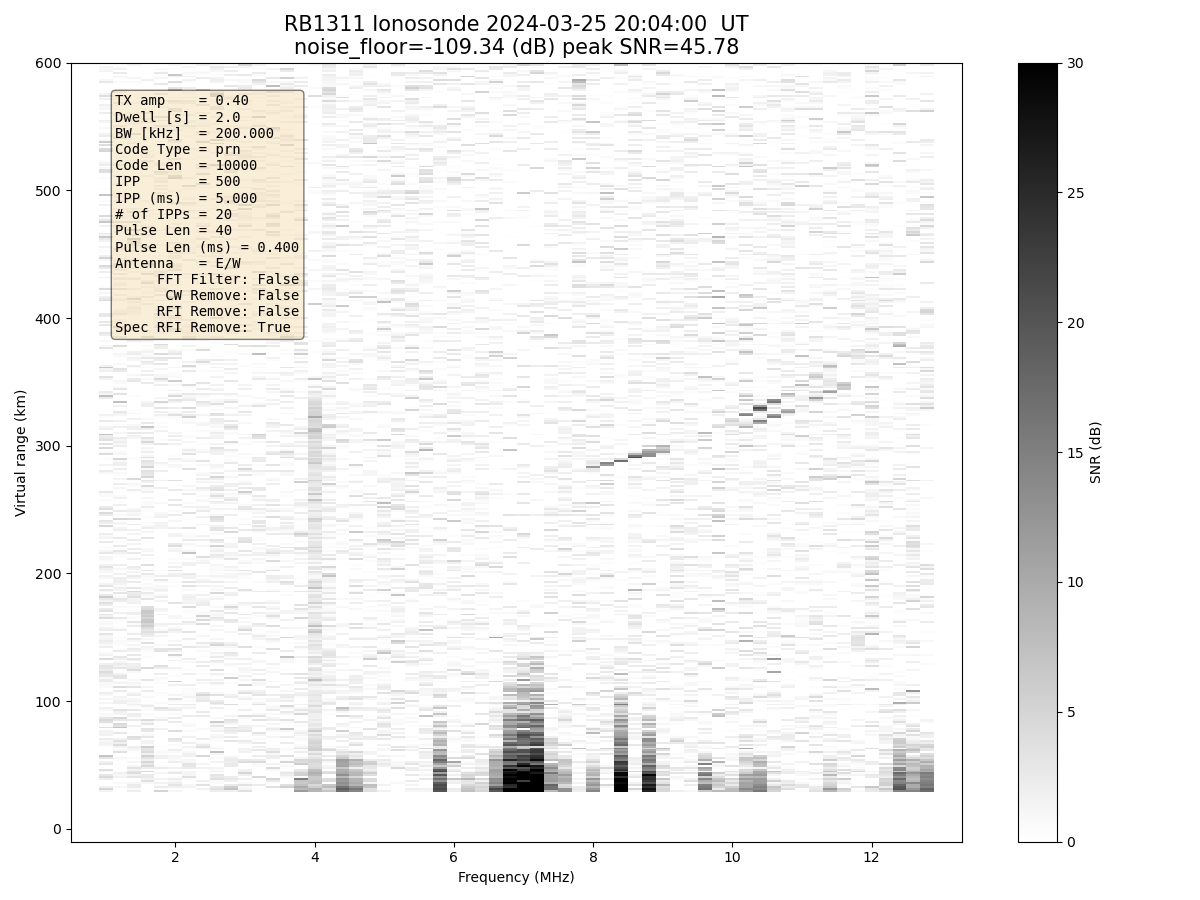 RB1311 Ionosonde 2024-03-25 20:04:00  UT
noise_floor=-109.34 (dB) peak SNR=45.78
TX amp    = 0.40
Dwell [s] = 2.0
BW [kHz]  = 200.000
Code Type = prn
Code Len  = 10000
IPP       = 500
IPP (ms)  = 5.000
# of IPPs = 20
Pulse Len = 40
Pulse Len (ms) = 0.400
Antenna   = E/W
FFT Filter: False
CW Remove: False
RFI Remove: False
Spec RFI Remove: True
600
500
400
300
200
100
0
Virtual range (km)
2 4 6 8 10 12
Frequency (MHz)
30
25
20
15
10
5
0
SNR (dB)